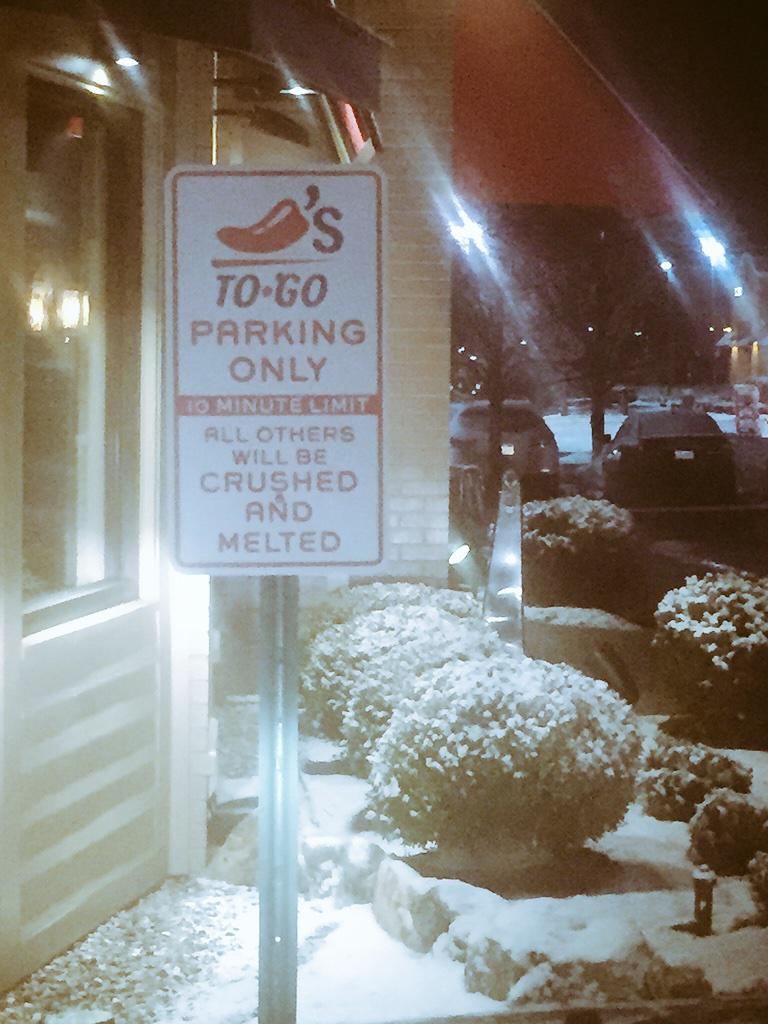 's
TO-GO
PARKING
ONLY
10 MINUTE LIMIT
ALL OTHERS
WILL BE
CRUSHED
AND
MELTED